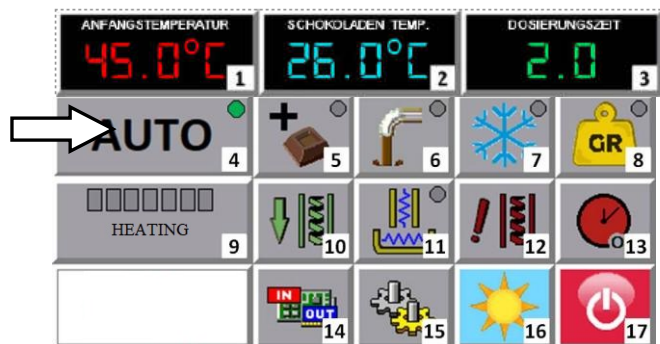 ANFANGSTEMPERATUR
SCHOKOLADEN TEMP.
DOSIERUNGSZEIT
45.0°C
1
26.0°C
2
2.0
3
AUTO
4
5
6
7
GR
8
HEATING
9
10
11
12
13
IN
OUT
14
15
16
17